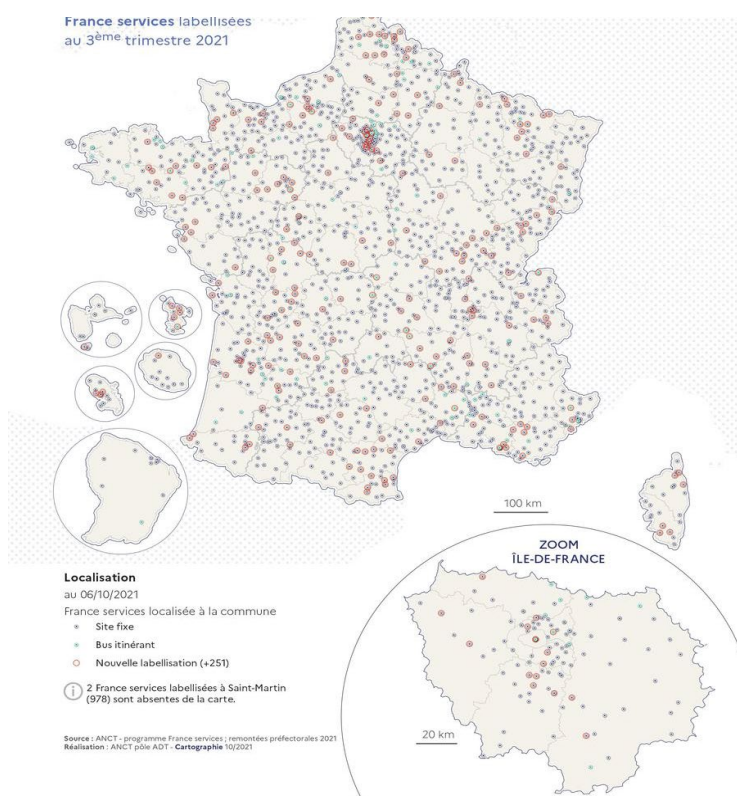 France services labellisées
au 3ème trimestre 2021
100 km
ZOOM
ÎLE-DE-FRANCE
20 km
Localisation
au 06/10/2021
France services localisée à la commune
Site fixe
Bus itinérant
Nouvelle labellisation (+251)
2 France services labellisées à Saint-Martin
(978) sont absentes de la carte.
Source : ANCT - programme France services ; remontées préfectorales 2021
Réalisation : ANCT pôle ADT - Cartographie 10/2021